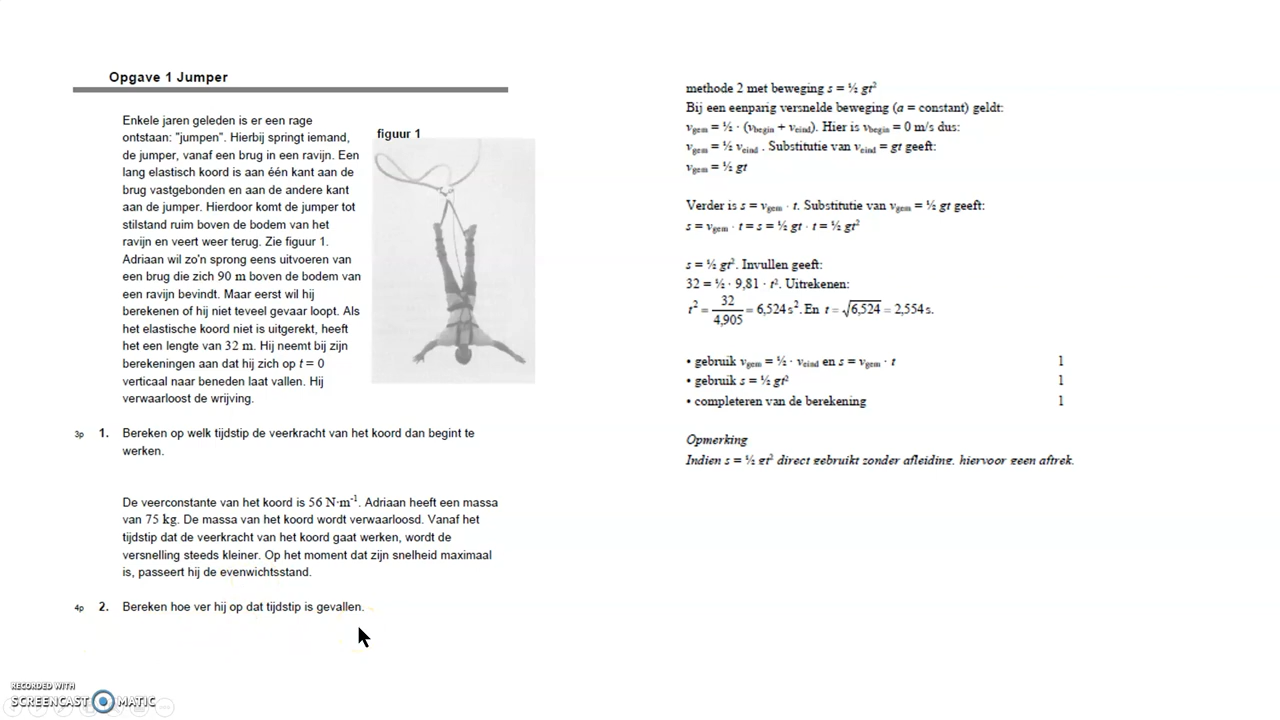 Opgave 1 Jumper
Enkele jaren geleden is er een rage
ontstaan: "jumpen". Hierbij springt iemand,
de jumper, vanaf een brug in een ravijn. Een
lang elastisch koord is aan één kant aan de
brug vastgebonden en aan de andere kant
aan de jumper. Hierdoor komt de jumper tot
stilstand ruim boven de bodem van het
ravijn en veert weer terug. Zie figuur 1.
Adriaan wil zo'n sprong eens uitvoeren van
een brug die zich 90 m boven de bodem van
een ravijn bevindt. Maar eerst wil hij
berekenen of hij niet teveel gevaar loopt. Als
het elastische koord niet is uitgerekt, heeft
het een lengte van 32 m. Hij neemt bij zijn
berekeningen aan dat hij zich op t = 0
verticaal naar beneden laat vallen. Hij
verwaarloost de wrijving.
figuur 1
3p 1. Bereken op welk tijdstip de veerkracht van het koord dan begint te
werken.
De veerconstante van het koord is 56 N·m⁻¹. Adriaan heeft een massa
van 75 kg. De massa van het koord wordt verwaarloosd. Vanaf het
tijdstip dat de veerkracht van het koord gaat werken, wordt de
versnelling steeds kleiner. Op het moment dat zijn snelheid maximaal
is, passeert hij de evenwichtsstand.
4p 2. Bereken hoe ver hij op dat tijdstip is gevallen.
methode 2 met beweging s = ½ gt²
Bij een eenparig versnelde beweging (a = constant) geldt:
v_gem = ½ · (v_begin + v_eind). Hier is v_begin = 0 m/s dus:
v_gem = ½ v_eind . Substitutie van v_eind = gt geeft:
v_gem = ½ gt
Verder is s = v_gem · t. Substitutie van v_gem = ½ gt geeft:
s = v_gem · t = s = ½ gt · t = ½ gt²
s = ½ gt². Invullen geeft:
32 = ½ · 9,81 · t². Uitrekenen:
t² = 32/4,905 = 6,524 s². En t = √6,524 = 2,554 s.
• gebruik v_gem = ½ · v_eind en s = v_gem · t 1
• gebruik s = ½ gt² 1
• completeren van de berekening 1
Opmerking
Indien s = ½ gt² direct gebruikt zonder afleiding, hiervoor geen aftrek.
RECORDED WITH
SCREENCAST MATIC